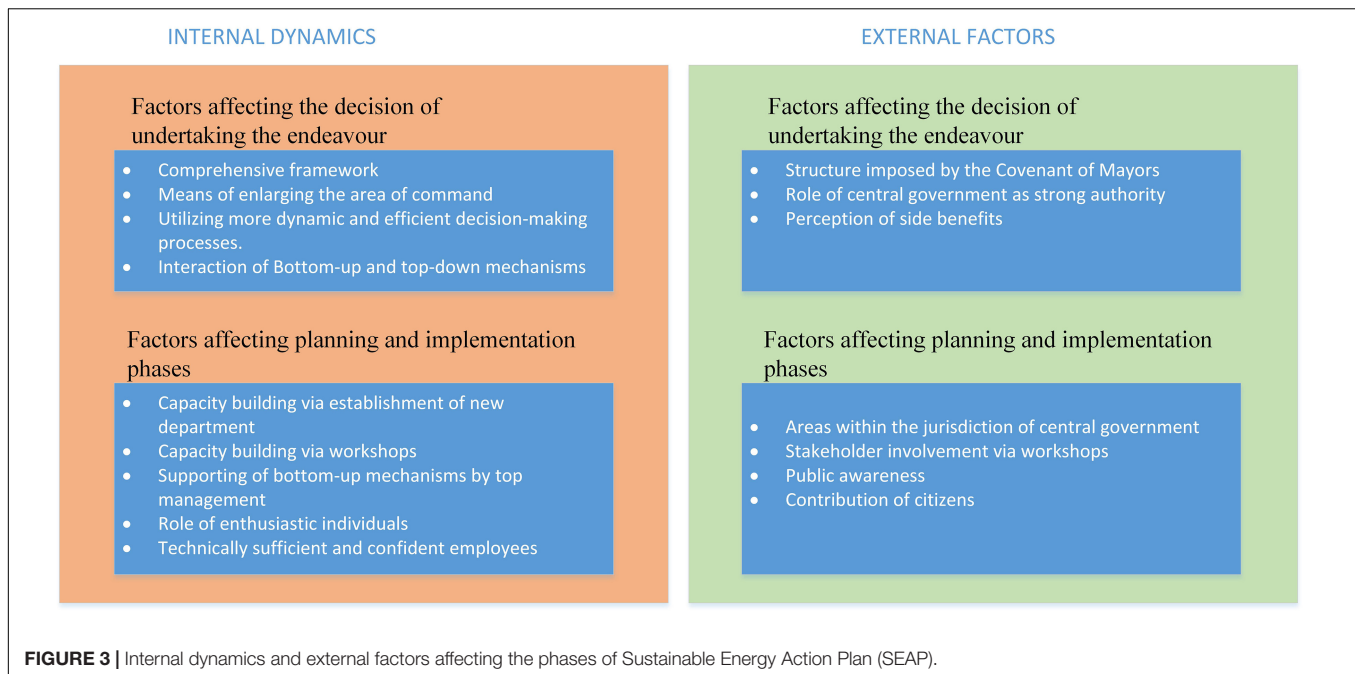 INTERNAL DYNAMICS
Factors affecting the decision of
undertaking the endeavour
• Comprehensive framework
• Means of enlarging the area of command
• Utilizing more dynamic and efficient decision-making
processes.
• Interaction of Bottom-up and top-down mechanisms
Factors affecting planning and implementation
phases
• Capacity building via establishment of new
department
• Capacity building via workshops
• Supporting of bottom-up mechanisms by top
management
• Role of enthusiastic individuals
• Technically sufficient and confident employees
EXTERNAL FACTORS
Factors affecting the decision of
undertaking the endeavour
• Structure imposed by the Covenant of Mayors
• Role of central government as strong authority
• Perception of side benefits
Factors affecting planning and implementation
phases
• Areas within the jurisdiction of central government
• Stakeholder involvement via workshops
• Public awareness
• Contribution of citizens
FIGURE 3 | Internal dynamics and external factors affecting the phases of Sustainable Energy Action Plan (SEAP).